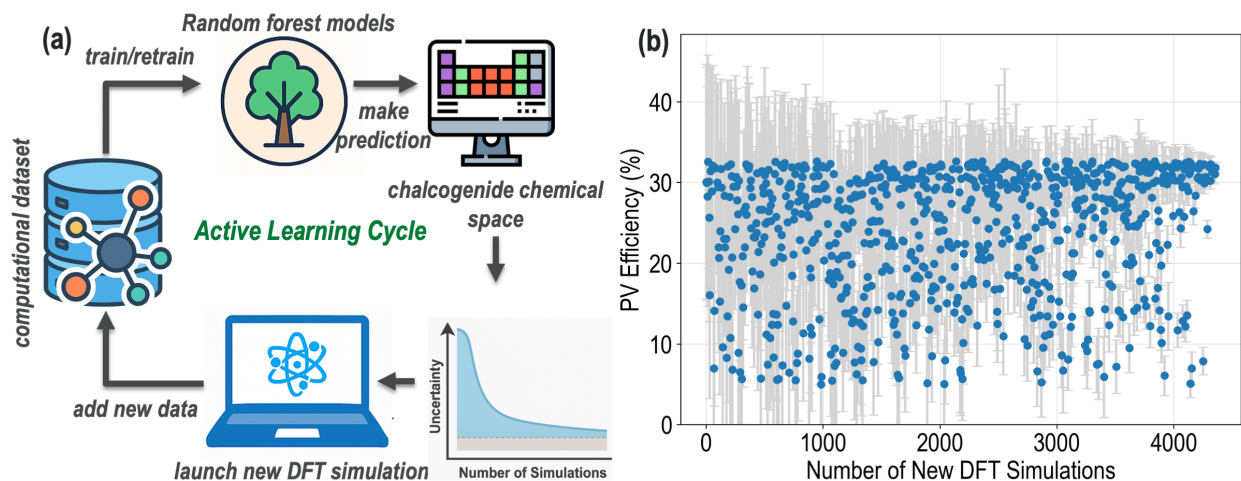 (a)
Random forest models
train/retrain
make
prediction
chalcogenide chemical
space
computational dataset
Active Learning Cycle
Uncertainty
Number of Simulations
add new data
launch new DFT simulation
(b)
PV Efficiency (%)
40
30
20
10
0
0 1000 2000 3000 4000
Number of New DFT Simulations